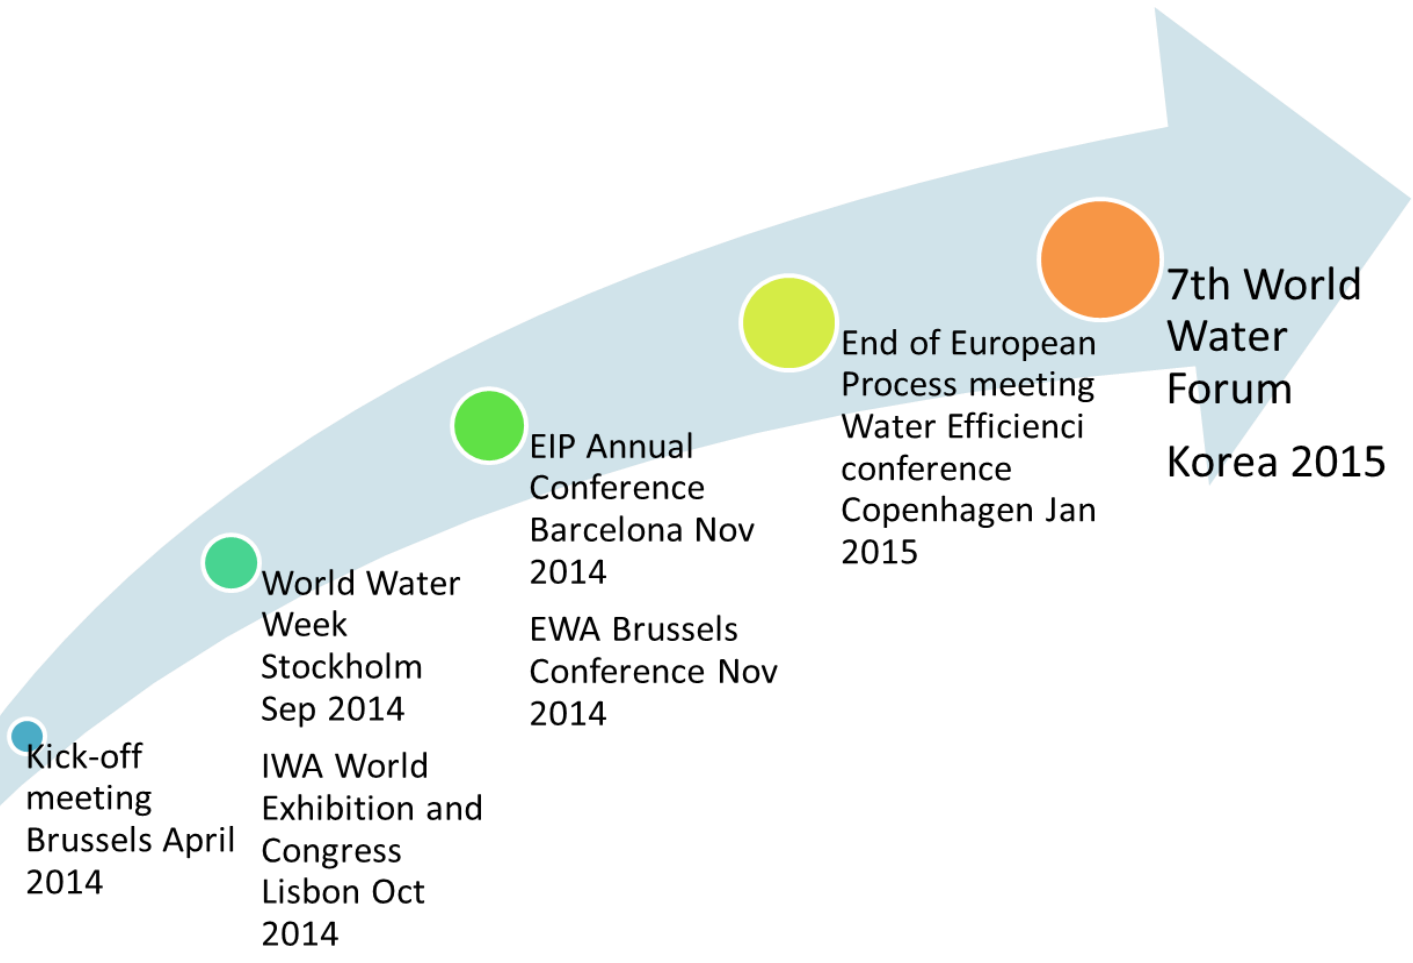 Kick-off
meeting
Brussels April
2014
World Water
Week
Stockholm
Sep 2014
IWA World
Exhibition and
Congress
Lisbon Oct
2014
EIP Annual
Conference
Barcelona Nov
2014
EWA Brussels
Conference Nov
2014
End of European
Process meeting
Water Efficienci
conference
Copenhagen Jan
2015
7th World
Water
Forum
Korea 2015